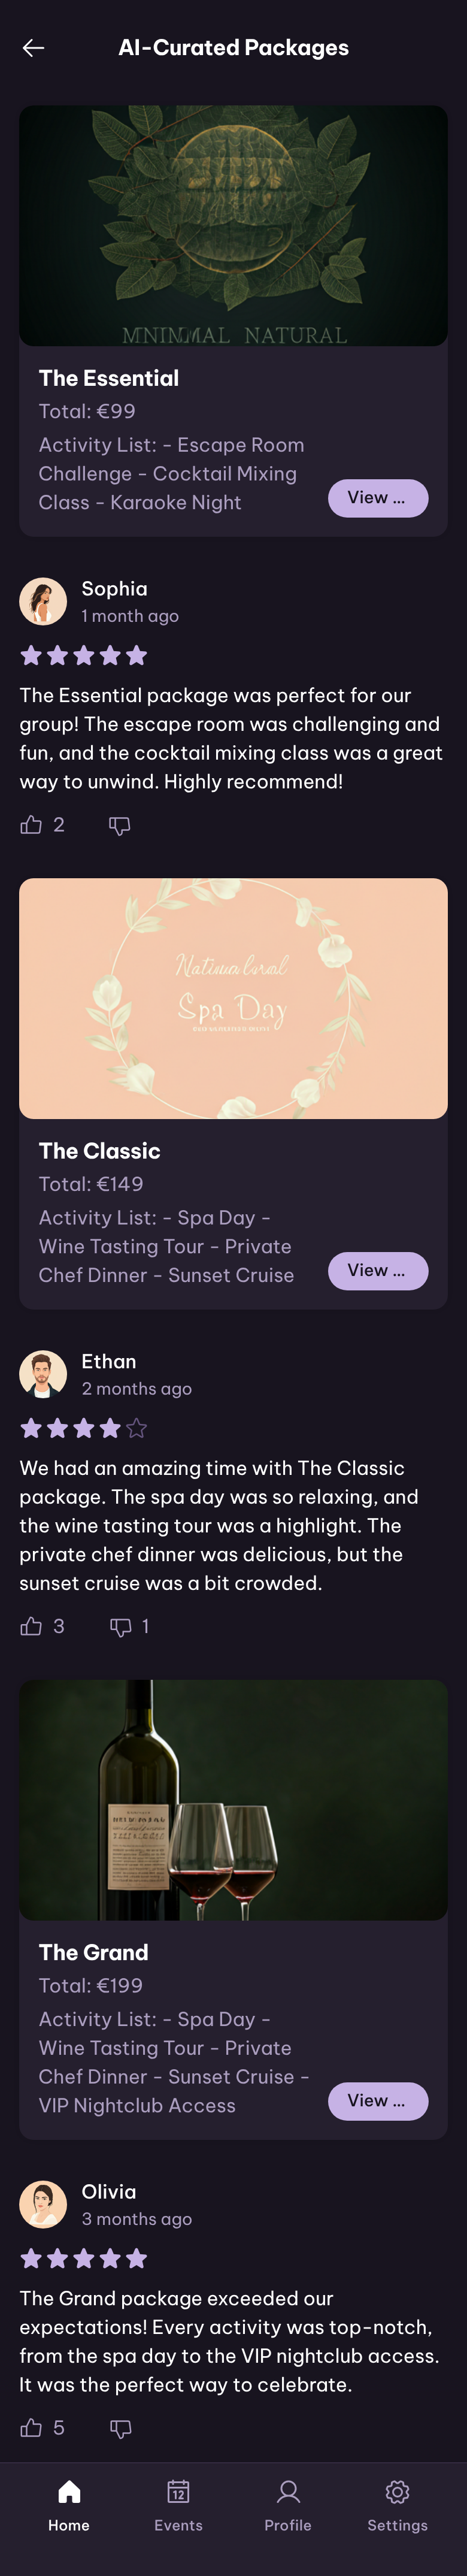 AI-Curated Packages
MNINMAL NATURAL
The Essential
Total: €99
Activity List: - Escape Room
Challenge - Cocktail Mixing
Class - Karaoke Night
View ...
Sophia
1 month ago
The Essential package was perfect for our
group! The escape room was challenging and
fun, and the cocktail mixing class was a great
way to unwind. Highly recommend!
2
Spa Day
The Classic
Total: €149
Activity List: - Spa Day -
Wine Tasting Tour - Private
Chef Dinner - Sunset Cruise
View ...
Ethan
2 months ago
We had an amazing time with The Classic
package. The spa day was so relaxing, and
the wine tasting tour was a highlight. The
private chef dinner was delicious, but the
sunset cruise was a bit crowded.
3
1
The Grand
Total: €199
Activity List: - Spa Day -
Wine Tasting Tour - Private
Chef Dinner - Sunset Cruise -
VIP Nightclub Access
View ...
Olivia
3 months ago
The Grand package exceeded our
expectations! Every activity was top-notch,
from the spa day to the VIP nightclub access.
It was the perfect way to celebrate.
5
12
Home
Events
Profile
Settings